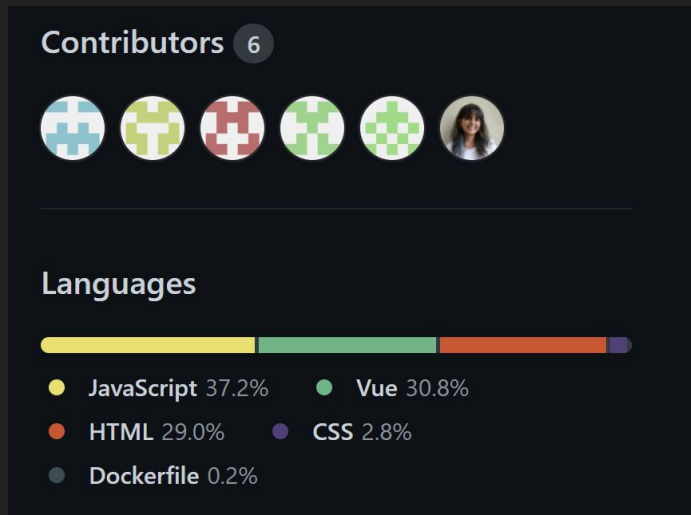 Contributors 6
Languages
JavaScript 37.2% Vue 30.8%
HTML 29.0% CSS 2.8%
Dockerfile 0.2%